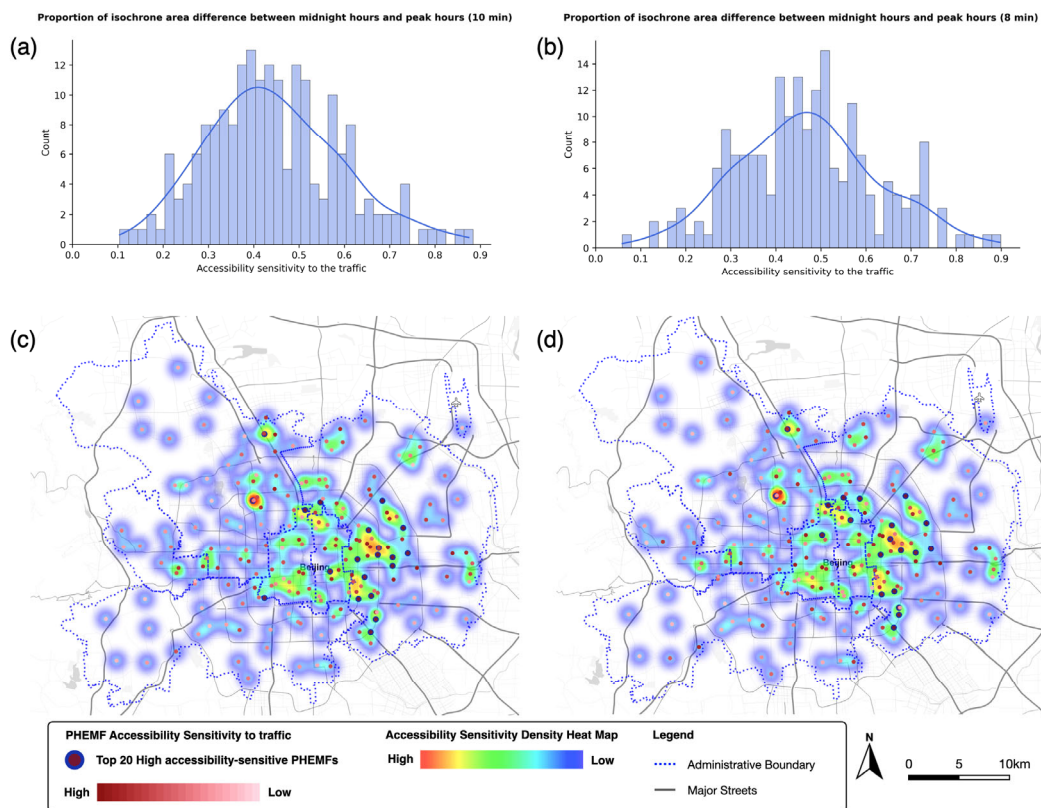 Proportion of isochrone area difference between midnight hours and peak hours (10 min)
(a)
12
10
8
6
4
2
0
Count
0.1 0.2 0.3 0.4 0.5 0.6 0.7 0.8 0.9
Accessibility sensitivity to the traffic
Proportion of isochrone area difference between midnight hours and peak hours (8 min)
(b)
14
12
10
8
6
4
2
0
Count
0.0 0.1 0.2 0.3 0.4 0.5 0.6 0.7 0.8 0.9
Accessibility sensitivity to the traffic
(c)
Beijing
(d)
Beijing
PHEMF Accessibility Sensitivity to traffic
Top 20 High accessibility-sensitive PHEMFs
High Low
Accessibility Sensitivity Density Heat Map
High Low
Legend
Administrative Boundary
Major Streets
N
0 5 10km